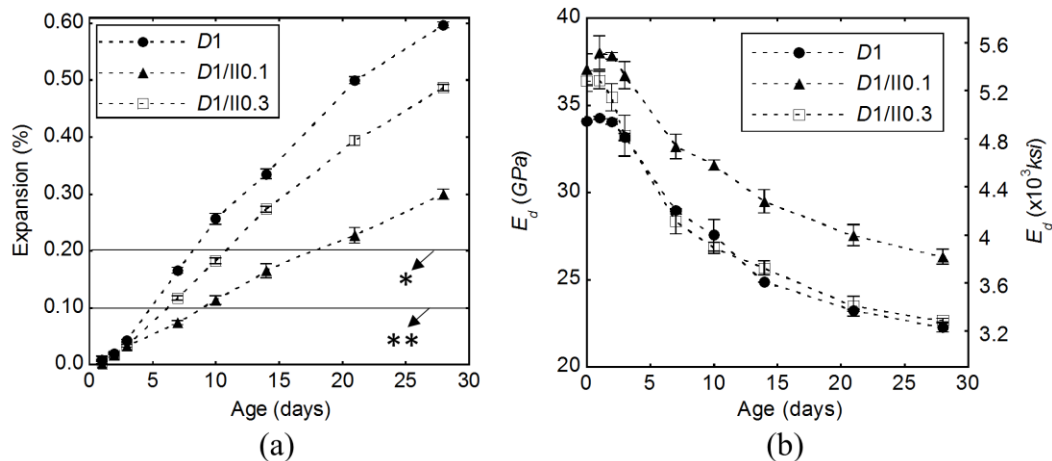 0.60
0.50
0.40
0.30
0.20
0.10
0.0
Expansion (%)
D1
D1/II0.1
D1/II0.3
*
**
0 5 10 15 20 25 30
Age (days)
(a)
40
35
30
25
20
E_d (GPa)
D1
D1/II0.1
D1/II0.3
5.6
5.2
4.8
4.4
4
3.6
3.2
E_d (x10³ksi)
0 5 10 15 20 25 30
Age (days)
(b)